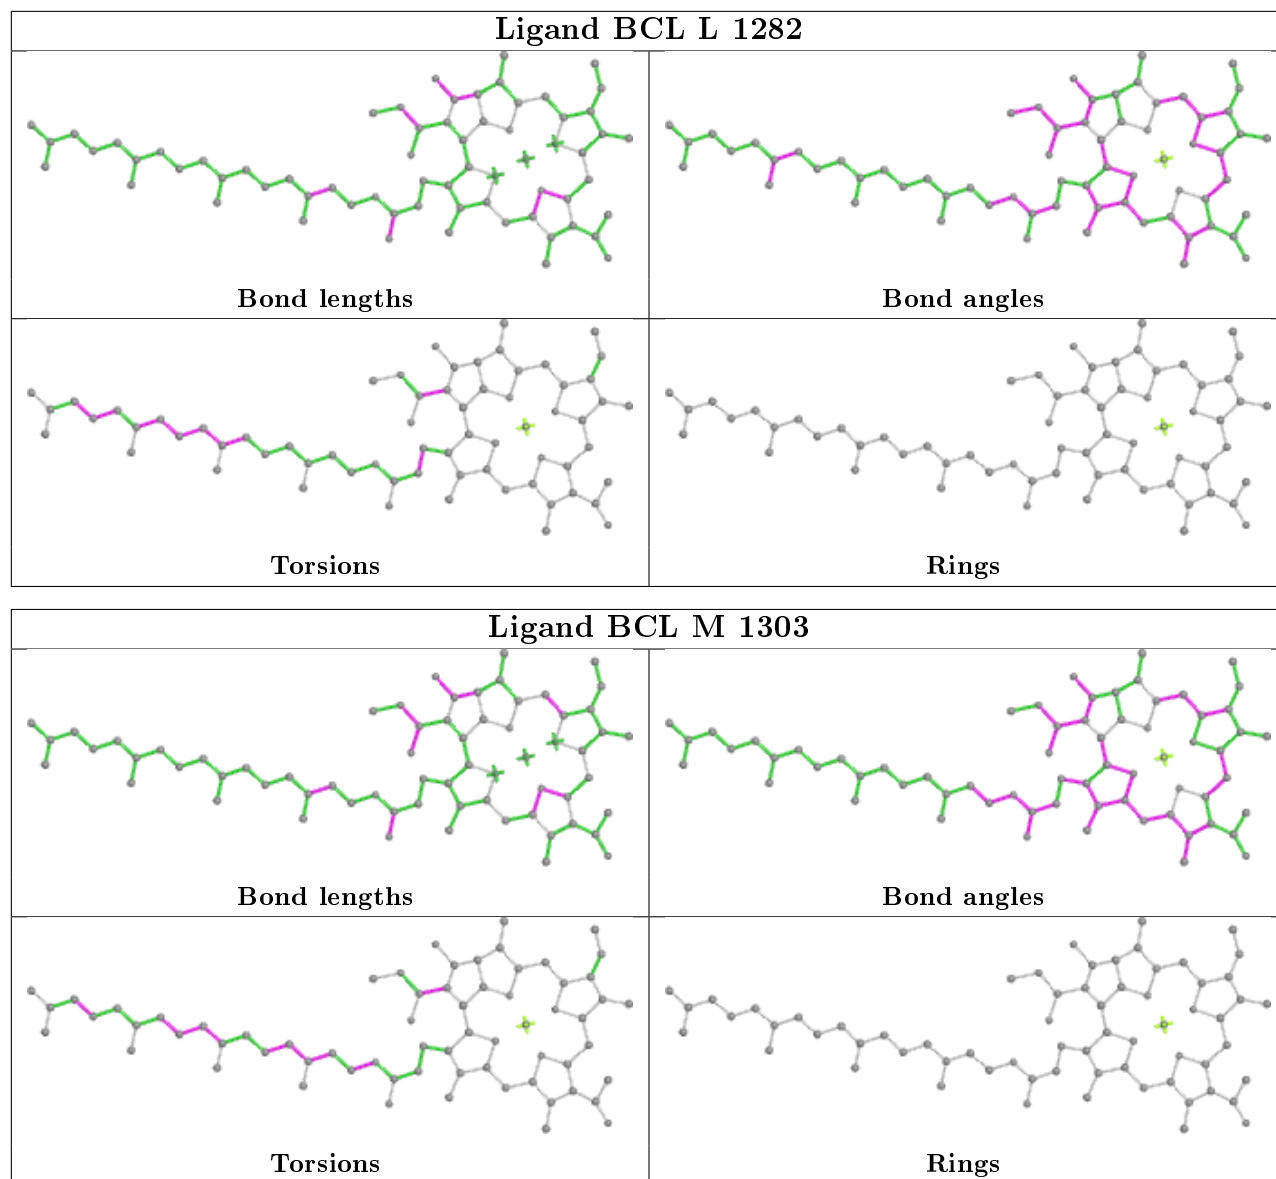 Ligand BCL L 1282
Bond lengths
Bond angles
Torsions
Rings
Ligand BCL M 1303
Bond lengths
Bond angles
Torsions
Rings